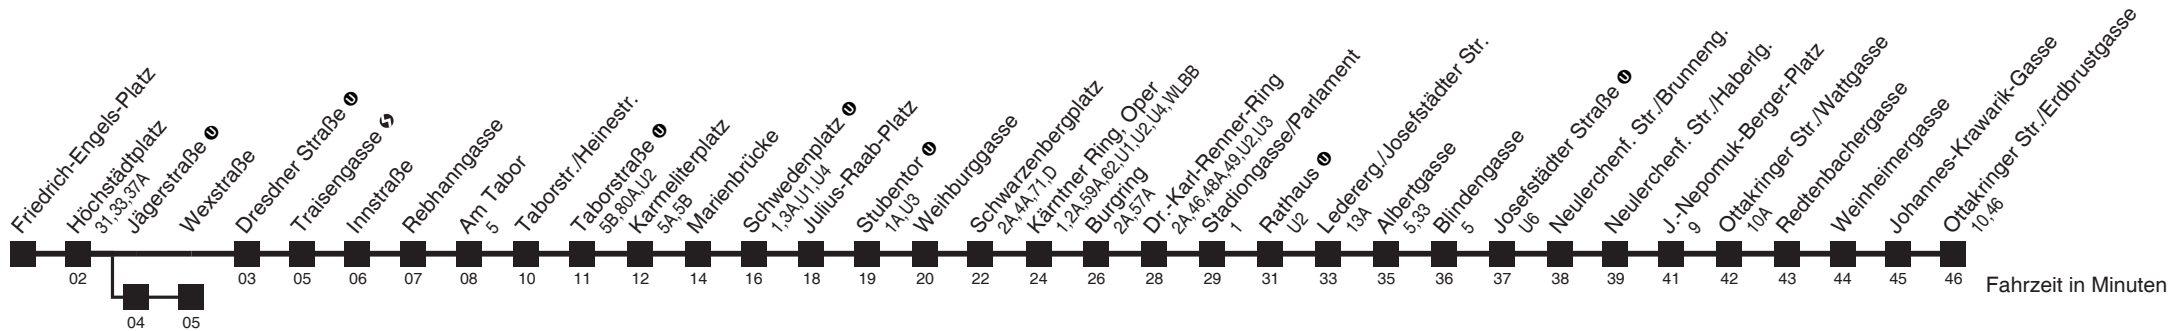 Friedrich-Engels-Platz
Höchstädtplatz
31,33,37A
Jägerstraße U
Wexstraße
Dresdner Straße U
Traisengasse
Innstraße
Rebhanngasse
Am Tabor
5
Taborstr./Heinestr.
Taborstraße U
5B,80A,U2
Karmeliterplatz
5A,5B
Marienbrücke
Schwedenplatz U
1,3A,U1,U4
Julius-Raab-Platz
Stubentor U
1A,U3
Weihburggasse
Schwarzenbergplatz
2A,4A,71,D
Kärntner Ring, Oper
1,2A,59A,62,U1,U2,U4,WLBB
Burgring
2A,57A
Dr.-Karl-Renner-Ring
2A,46,48A,49,U2,U3
Stadiongasse/Parlament
1
Rathaus U
U2
Ledererg./Josefstädter Str.
13A
Albertgasse
5,33
Blindengasse
5
Josefstädter Straße U
U6
Neulerchenf. Str./Brunneng.
Neulerchenf. Str./Haberlg.
J.-Nepomuk-Berger-Platz
9
Ottakringer Str./Wattgasse
10A
Redtenbachergasse
Weinheimergasse
Johannes-Krawarik-Gasse
Ottakringer Str./Erdbrustgasse
10,46
02 03 05 06 07 08 10 11 12 14 16 18 19 20 22 24 26 28 29 31 33 35 36 37 38 39 41 42 43 44 45 46 Fahrzeit in Minuten
04 05